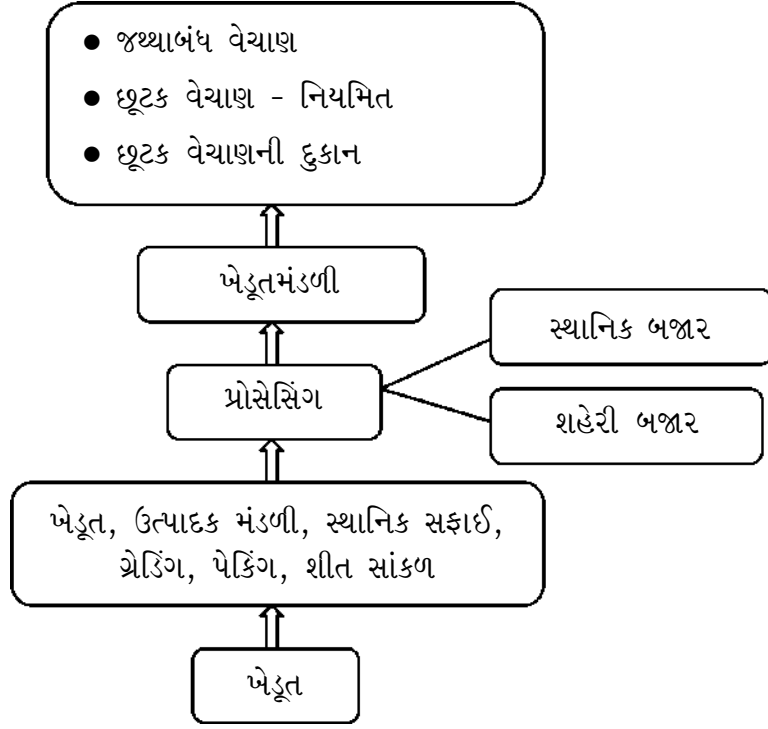 ● જથ્થાબંધ વેચાણ
● છૂટક વેચાણ - નિયમિત
● છૂટક વેચાણની દુકાન
ખેડૂતમંડળી
સ્થાનિક બજાર
પ્રોસેસિંગ
શહેરી બજાર
ખેડૂત, ઉત્પાદક મંડળી, સ્થાનિક સફાઈ,
ગ્રેડિંગ, પેકિંગ, શીત સાંકળ
ખેડૂત